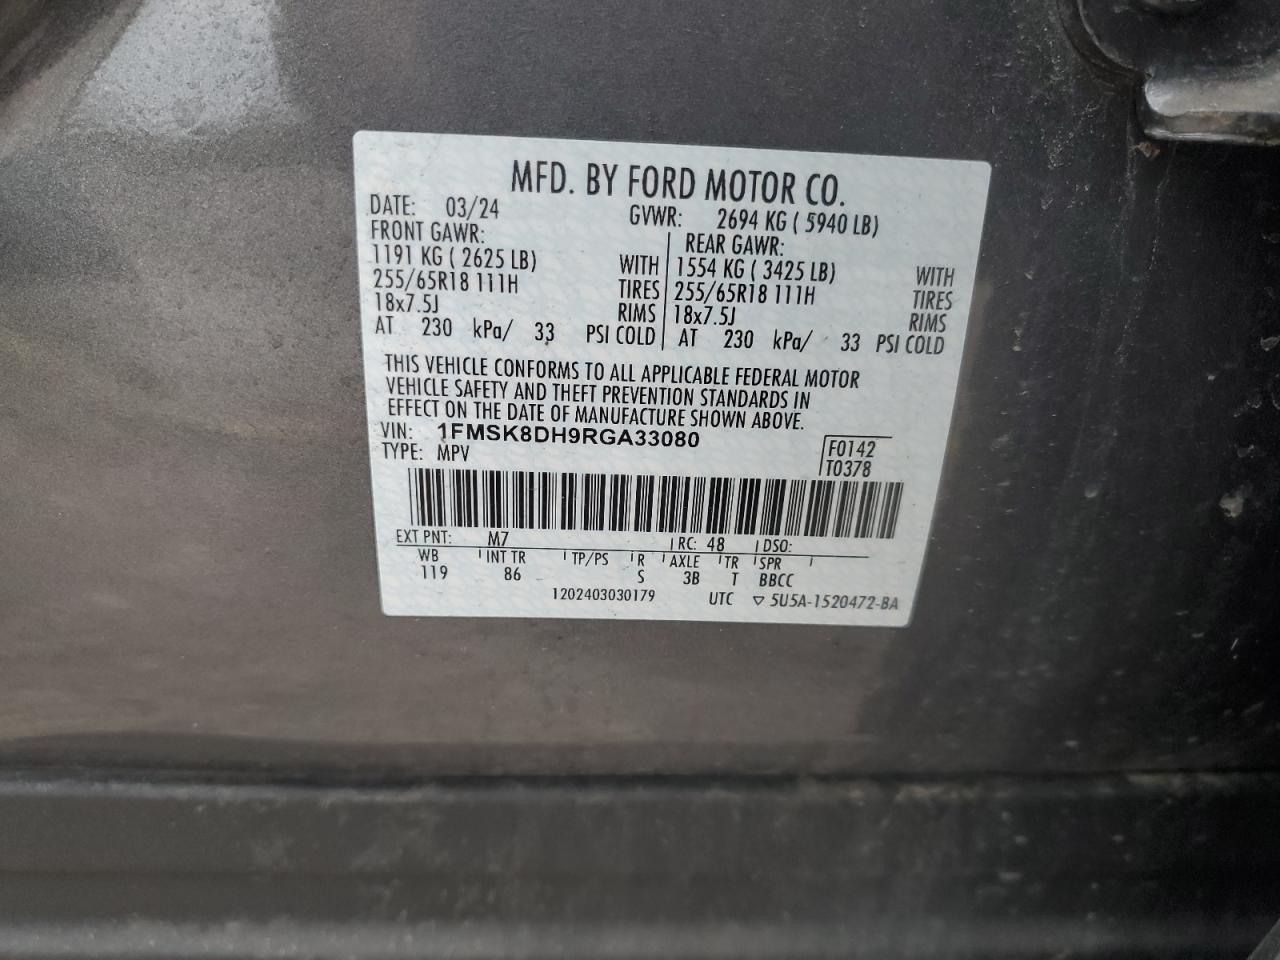 MFD. BY FORD MOTOR CO.
DATE: 03/24 GVWR: 2694 KG ( 5940 LB)
FRONT GAWR: REAR GAWR:
1191 KG ( 2625 LB) WITH 1554 KG ( 3425 LB) WITH
255/65R18 111H TIRES 255/65R18 111H TIRES
18x7.5J RIMS 18x7.5J RIMS
AT 230 kPa/ 33 PSI COLD AT 230 kPa/ 33 PSI COLD
THIS VEHICLE CONFORMS TO ALL APPLICABLE FEDERAL MOTOR
VEHICLE SAFETY AND THEFT PREVENTION STANDARDS IN
EFFECT ON THE DATE OF MANUFACTURE SHOWN ABOVE.
VIN: 1FMSK8DH9RGA33080
TYPE: MPV
F0142
T0378
EXT PNT: M7 RC: 48 DSO:
WB INT TR TP/PS R AXLE TR SPR
119 86 S 3B T BBCC
1202403030179 UTC ▽ 5U5A-1520472-BA